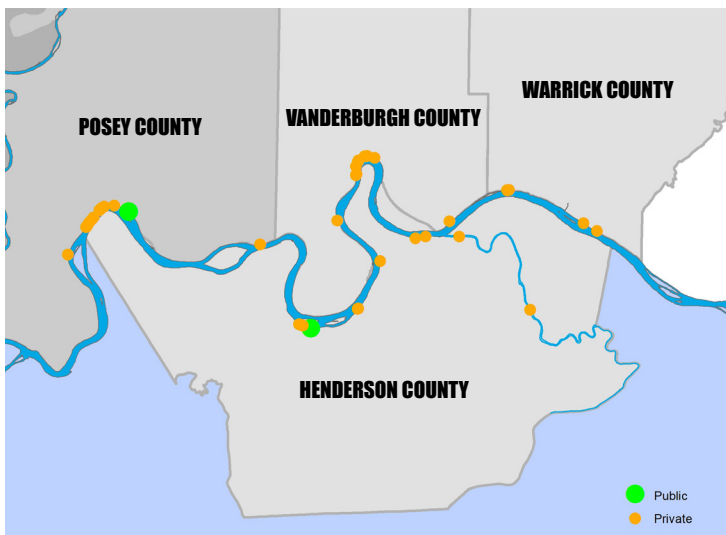 WARRICK COUNTY
VANDERBURGH COUNTY
POSEY COUNTY
HENDERSON COUNTY
Public
Private